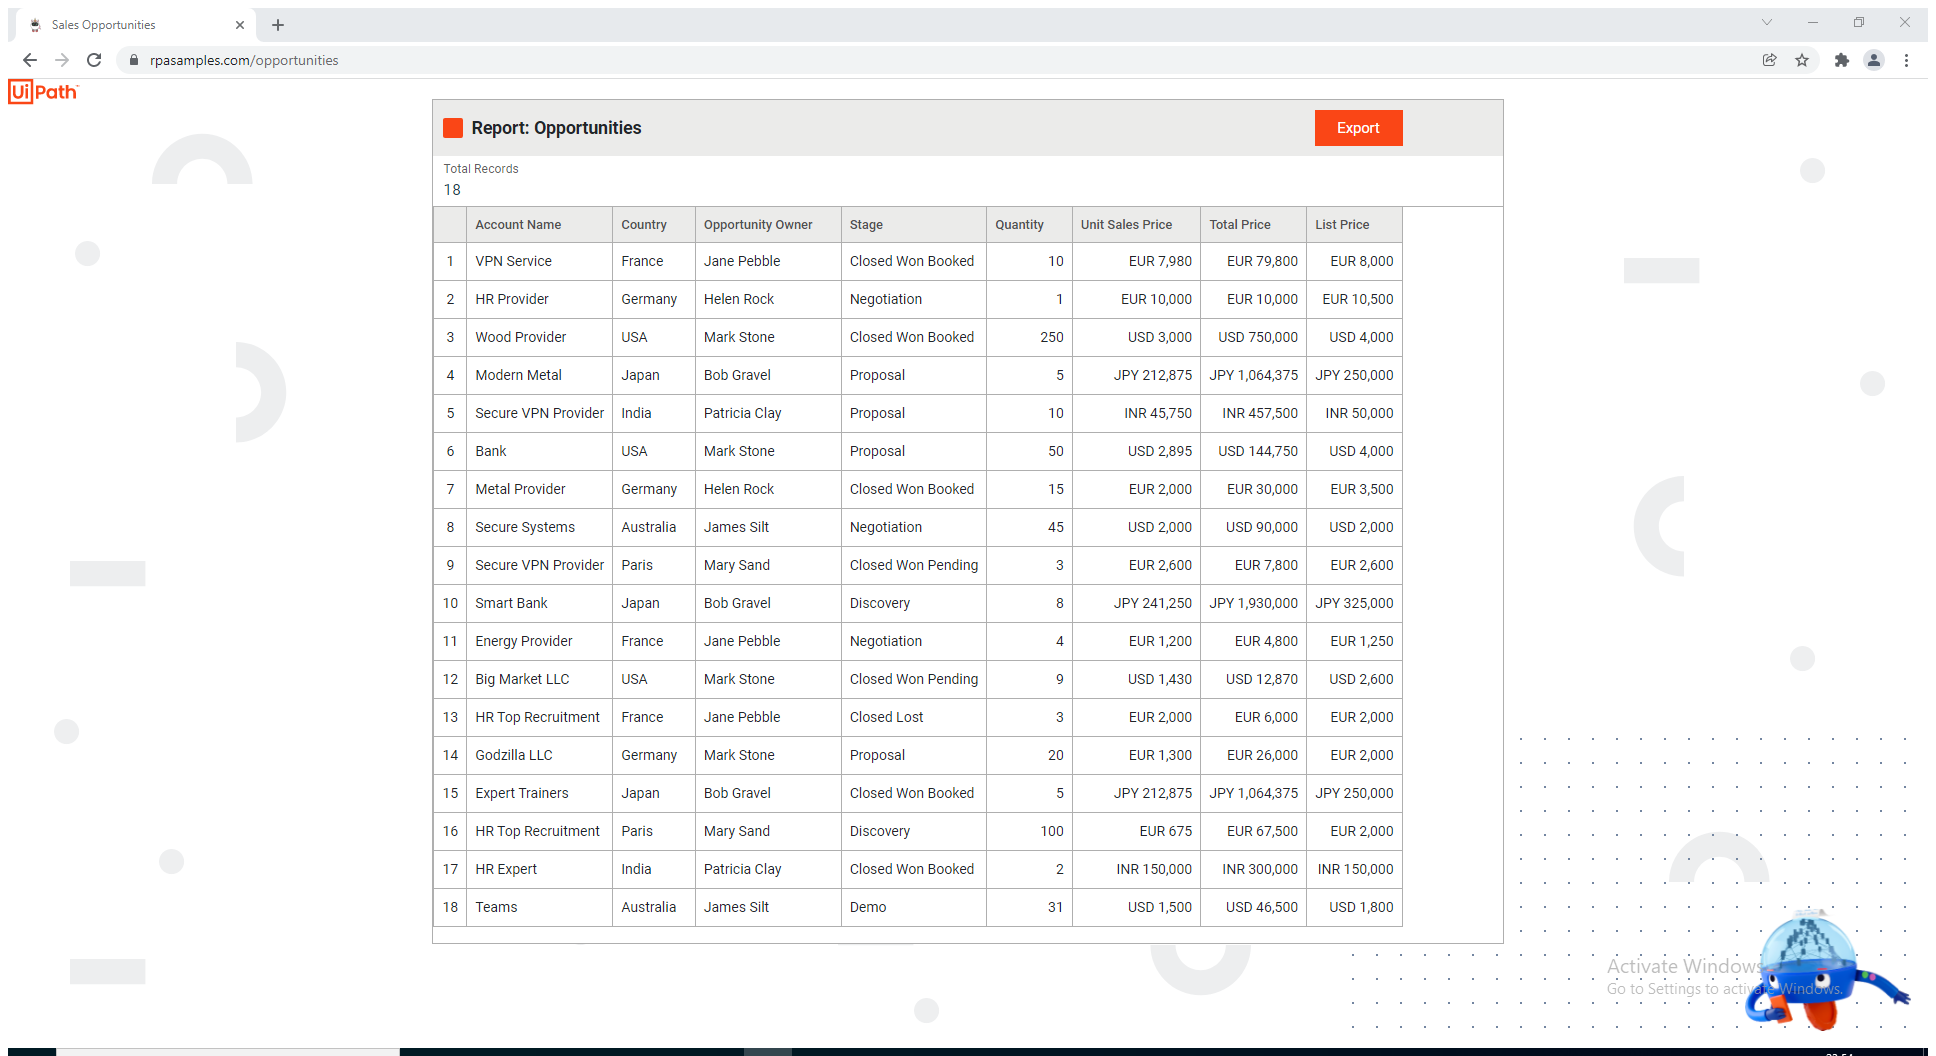 Sales Opportunities
rpasamples.com/opportunities
UiPath
Report: Opportunities
Export
Total Records
18
Account Name Country Opportunity Owner Stage Quantity Unit Sales Price Total Price List Price
1 VPN Service France Jane Pebble Closed Won Booked 10 EUR 7,980 EUR 79,800 EUR 8,000
2 HR Provider Germany Helen Rock Negotiation 1 EUR 10,000 EUR 10,000 EUR 10,500
3 Wood Provider USA Mark Stone Closed Won Booked 250 USD 3,000 USD 750,000 USD 4,000
4 Modern Metal Japan Bob Gravel Proposal 5 JPY 212,875 JPY 1,064,375 JPY 250,000
5 Secure VPN Provider India Patricia Clay Proposal 10 INR 45,750 INR 457,500 INR 50,000
6 Bank USA Mark Stone Proposal 50 USD 2,895 USD 144,750 USD 4,000
7 Metal Provider Germany Helen Rock Closed Won Booked 15 EUR 2,000 EUR 30,000 EUR 3,500
8 Secure Systems Australia James Silt Negotiation 45 USD 2,000 USD 90,000 USD 2,000
9 Secure VPN Provider Paris Mary Sand Closed Won Pending 3 EUR 2,600 EUR 7,800 EUR 2,600
10 Smart Bank Japan Bob Gravel Discovery 8 JPY 241,250 JPY 1,930,000 JPY 325,000
11 Energy Provider France Jane Pebble Negotiation 4 EUR 1,200 EUR 4,800 EUR 1,250
12 Big Market LLC USA Mark Stone Closed Won Pending 9 USD 1,430 USD 12,870 USD 2,600
13 HR Top Recruitment France Jane Pebble Closed Lost 3 EUR 2,000 EUR 6,000 EUR 2,000
14 Godzilla LLC Germany Mark Stone Proposal 20 EUR 1,300 EUR 26,000 EUR 2,000
15 Expert Trainers Japan Bob Gravel Closed Won Booked 5 JPY 212,875 JPY 1,064,375 JPY 250,000
16 HR Top Recruitment Paris Mary Sand Discovery 100 EUR 675 EUR 67,500 EUR 2,000
17 HR Expert India Patricia Clay Closed Won Booked 2 INR 150,000 INR 300,000 INR 150,000
18 Teams Australia James Silt Demo 31 USD 1,500 USD 46,500 USD 1,800
Activate Windows
Go to Settings to activate Windows.